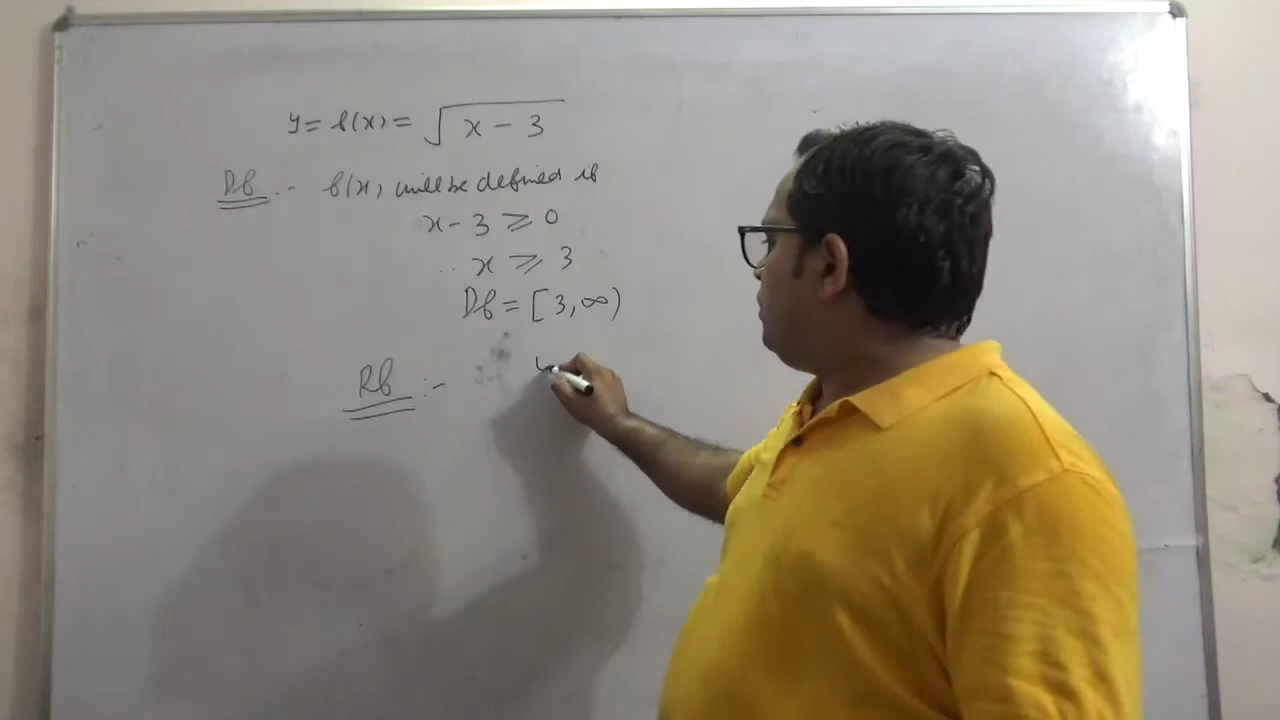 y = f(x) = √x - 3
Df :- f(x) will be defined if
x - 3 ≥ 0
x ≥ 3
Df = [3, ∞)
Rf :- y